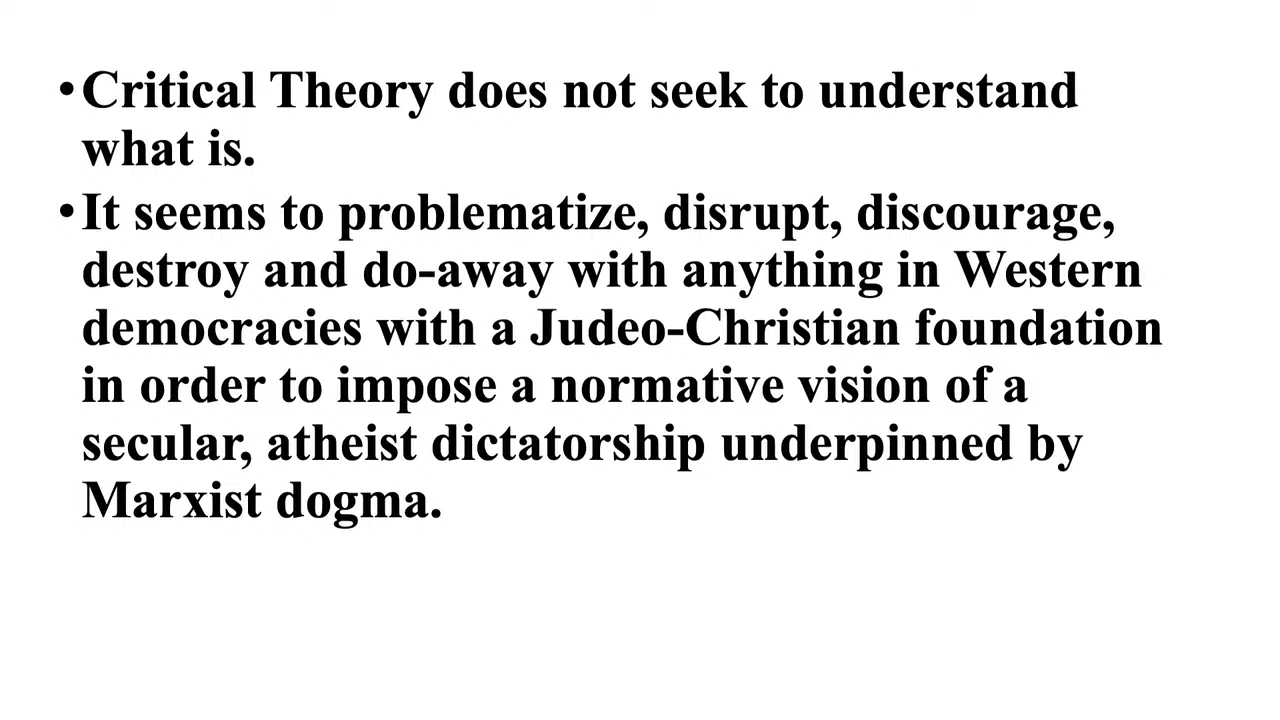 •Critical Theory does not seek to understand
what is.
•It seems to problematize, disrupt, discourage,
destroy and do-away with anything in Western
democracies with a Judeo-Christian foundation
in order to impose a normative vision of a
secular, atheist dictatorship underpinned by
Marxist dogma.